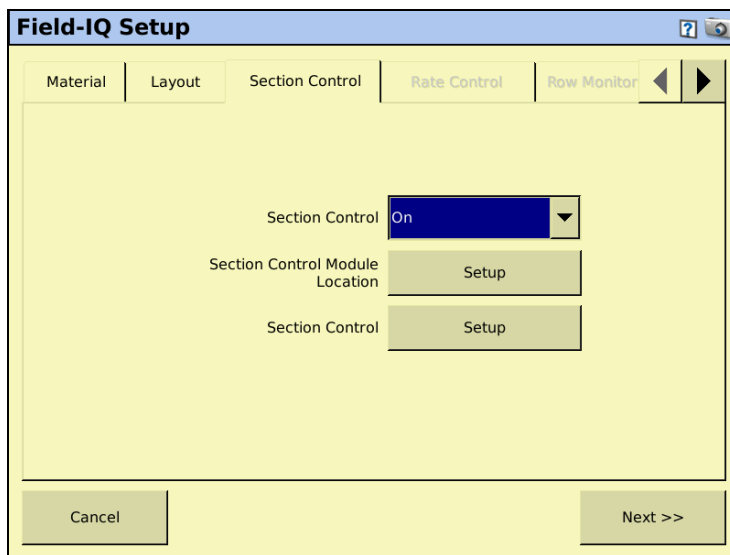 Field-IQ Setup
?
Material Layout Section Control Rate Control Row Monitor
Section Control On
Section Control Module
Location Setup
Section Control Setup
Cancel Next >>